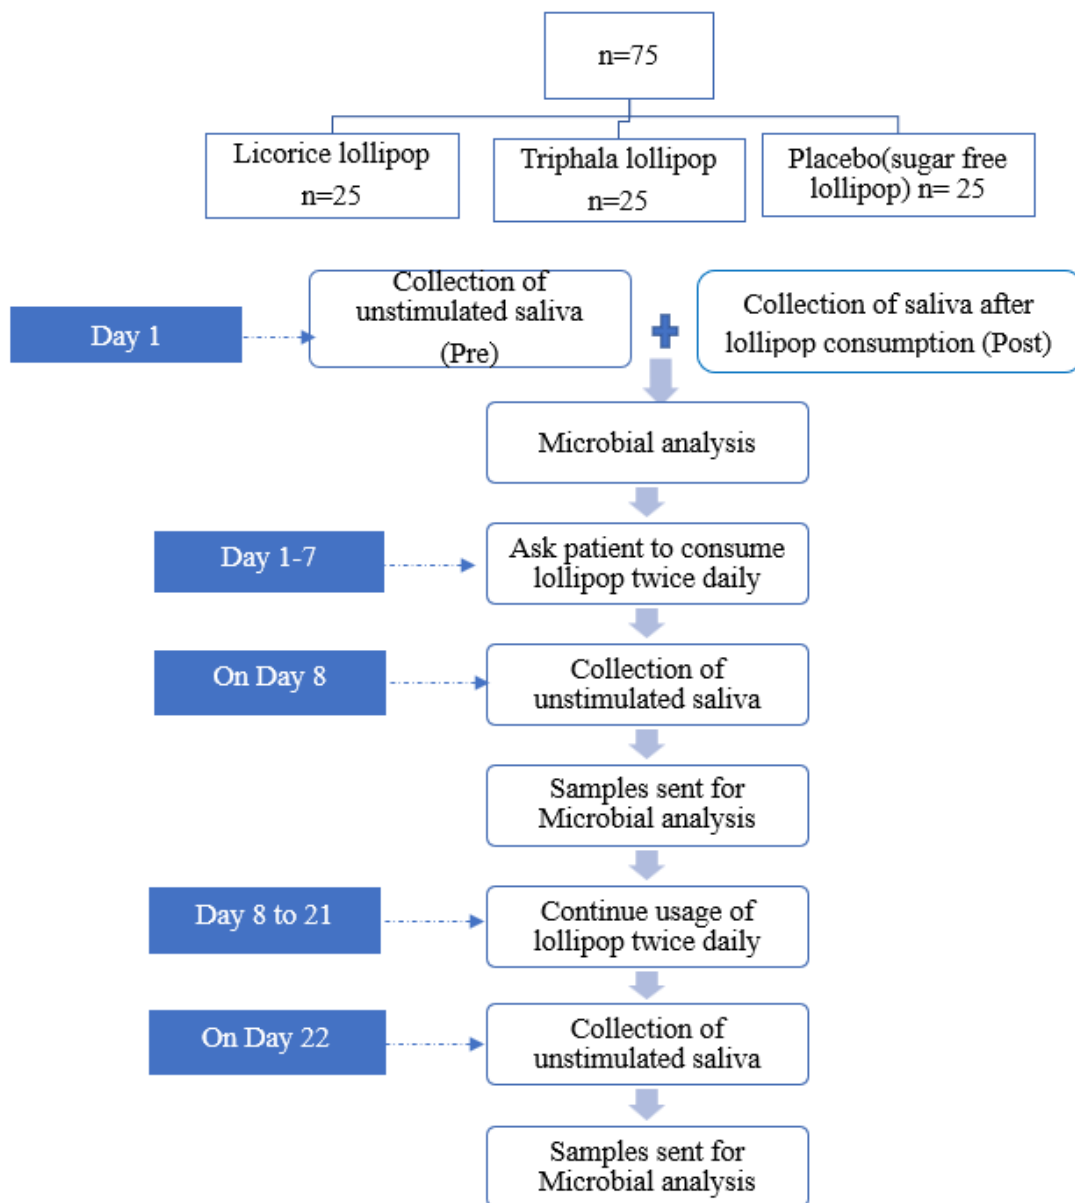 n=75
Licorice lollipop
n=25
Triphala lollipop
n=25
Placebo(sugar free
lollipop) n= 25
Day 1
Collection of
unstimulated saliva
(Pre)
Collection of saliva after
lollipop consumption (Post)
Microbial analysis
Day 1-7
Ask patient to consume
lollipop twice daily
On Day 8
Collection of
unstimulated saliva
Samples sent for
Microbial analysis
Day 8 to 21
Continue usage of
lollipop twice daily
On Day 22
Collection of
unstimulated saliva
Samples sent for
Microbial analysis